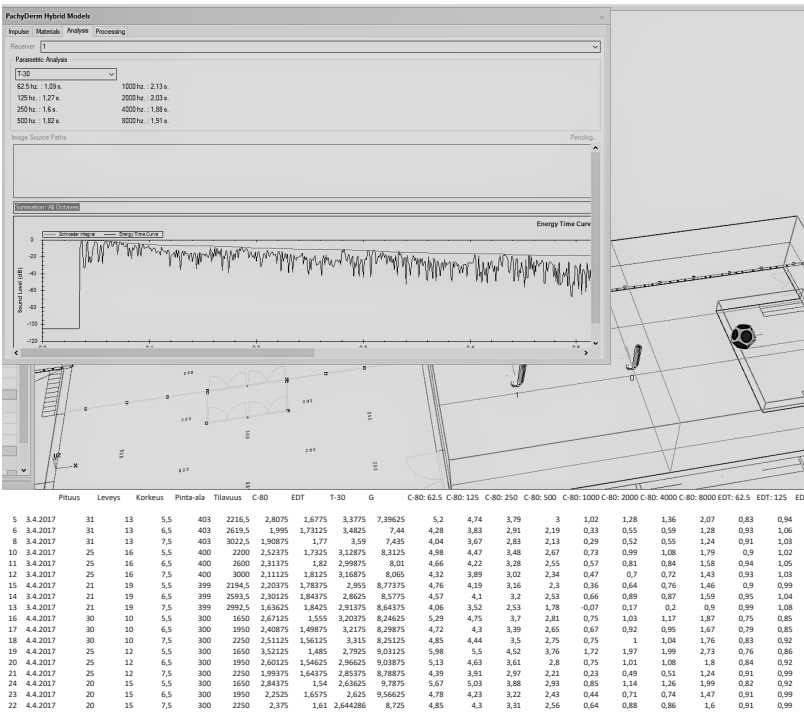 PachyDerm Hybrid Models
Impulse Materials Analysis Processing
Receiver 1
Parametric Analysis
T-30
62.5 hz. : 1,09 s. 1000 hz. : 2,13 s.
125 hz. : 1,27 s. 2000 hz. : 2,03 s.
250 hz. : 1,6 s. 4000 hz. : 1,88 s.
500 hz. : 1,82 s. 8000 hz. : 1,91 s.
Image Source Paths Pending...
Summation: All Octaves
Energy Time Curv
Schroeder Integral Energy Time Curve
Sound Level (dB)
0
-20
-40
-60
-80
-100
-120
0
1
X
Pituus Leveys Korkeus Pinta-ala Tilavuus C-80 EDT T-30 G C-80: 62.5 C-80: 125 C-80: 250 C-80: 500 C-80: 1000 C-80: 2000 C-80: 4000 C-80: 8000 EDT: 62.5 EDT: 125 ED
5 3.4.2017 31 13 5,5 403 2216,5 2,8075 1,6775 3,3775 7,39625 5,2 4,74 3,79 3 1,02 1,28 1,36 2,07 0,83 0,94
6 3.4.2017 31 13 6,5 403 2619,5 1,995 1,73125 3,4825 7,44 4,28 3,83 2,91 2,19 0,33 0,55 0,59 1,28 0,93 1,06
8 3.4.2017 31 13 7,5 403 3022,5 1,90875 1,77 3,59 7,435 4,04 3,67 2,83 2,13 0,29 0,52 0,55 1,24 0,91 1,03
10 3.4.2017 25 16 5,5 400 2200 2,52375 1,7325 3,12875 8,3125 4,98 4,47 3,48 2,67 0,73 0,99 1,08 1,79 0,9 1,02
11 3.4.2017 25 16 6,5 400 2600 2,31375 1,82 2,99875 8,01 4,66 4,22 3,28 2,55 0,57 0,81 0,84 1,58 0,94 1,05
12 3.4.2017 25 16 7,5 400 3000 2,11125 1,8125 3,16875 8,065 4,32 3,89 3,02 2,34 0,47 0,7 0,72 1,43 0,93 1,03
15 4.4.2017 21 19 5,5 399 2194,5 2,20375 1,78375 2,955 8,77375 4,76 4,19 3,16 2,3 0,36 0,64 0,76 1,46 0,9 0,99
14 3.4.2017 21 19 6,5 399 2593,5 2,30125 1,84375 2,8625 8,5775 4,57 4,1 3,2 2,53 0,66 0,89 0,87 1,59 0,95 1,04
13 3.4.2017 21 19 7,5 399 2992,5 1,63625 1,8425 2,91375 8,64375 4,06 3,52 2,53 1,78 -0,07 0,17 0,2 0,9 0,99 1,08
16 4.4.2017 30 10 5,5 300 1650 2,67125 1,555 3,20375 8,24625 5,29 4,75 3,7 2,81 0,75 1,03 1,17 1,87 0,75 0,85
17 4.4.2017 30 10 6,5 300 1950 2,40875 1,49875 3,2175 8,29875 4,72 4,3 3,39 2,65 0,67 0,92 0,95 1,67 0,79 0,85
18 4.4.2017 30 10 7,5 300 2250 2,51125 1,56125 3,315 8,25125 4,85 4,44 3,5 2,75 0,75 1 1,04 1,76 0,83 0,92
19 4.4.2017 25 12 5,5 300 1650 3,52125 1,485 2,7925 9,03125 5,98 5,5 4,52 3,76 1,72 1,97 1,99 2,73 0,76 0,86
20 4.4.2017 25 12 6,5 300 1950 2,60125 1,54625 2,96625 9,03875 5,13 4,63 3,61 2,8 0,75 1,01 1,08 1,8 0,84 0,92
21 4.4.2017 25 12 7,5 300 2250 1,99375 1,64375 2,85375 8,78875 4,39 3,91 2,97 2,21 0,23 0,49 0,51 1,24 0,91 0,99
24 4.4.2017 20 15 5,5 300 1650 2,84375 1,54 2,63625 9,7875 5,67 5,03 3,88 2,93 0,85 1,14 1,26 1,99 0,82 0,92
23 4.4.2017 20 15 6,5 300 1950 2,2525 1,6575 2,625 9,56625 4,78 4,23 3,22 2,43 0,44 0,71 0,74 1,47 0,91 0,99
22 4.4.2017 20 15 7,5 300 2250 2,375 1,61 2,644286 8,725 4,85 4,3 3,31 2,56 0,64 0,88 0,86 1,6 0,91 0,99